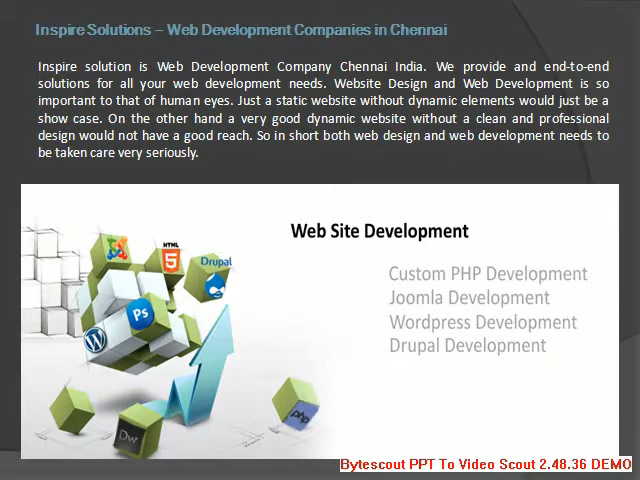 Inspire Solutions – Web Development Companies in Chennai
Inspire solution is Web Development Company Chennai India. We provide and end-to-end
solutions for all your web development needs. Website Design and Web Development is so
important to that of human eyes. Just a static website without dynamic elements would just be a
show case. On the other hand a very good dynamic website without a clean and professional
design would not have a good reach. So in short both web design and web development needs to
be taken care very seriously.
Web Site Development
Custom PHP Development
Joomla Development
Wordpress Development
Drupal Development
HTML
5
Drupal
Ps
W
Dw
php
Bytescout PPT To Video Scout 2.48.36 DEMO